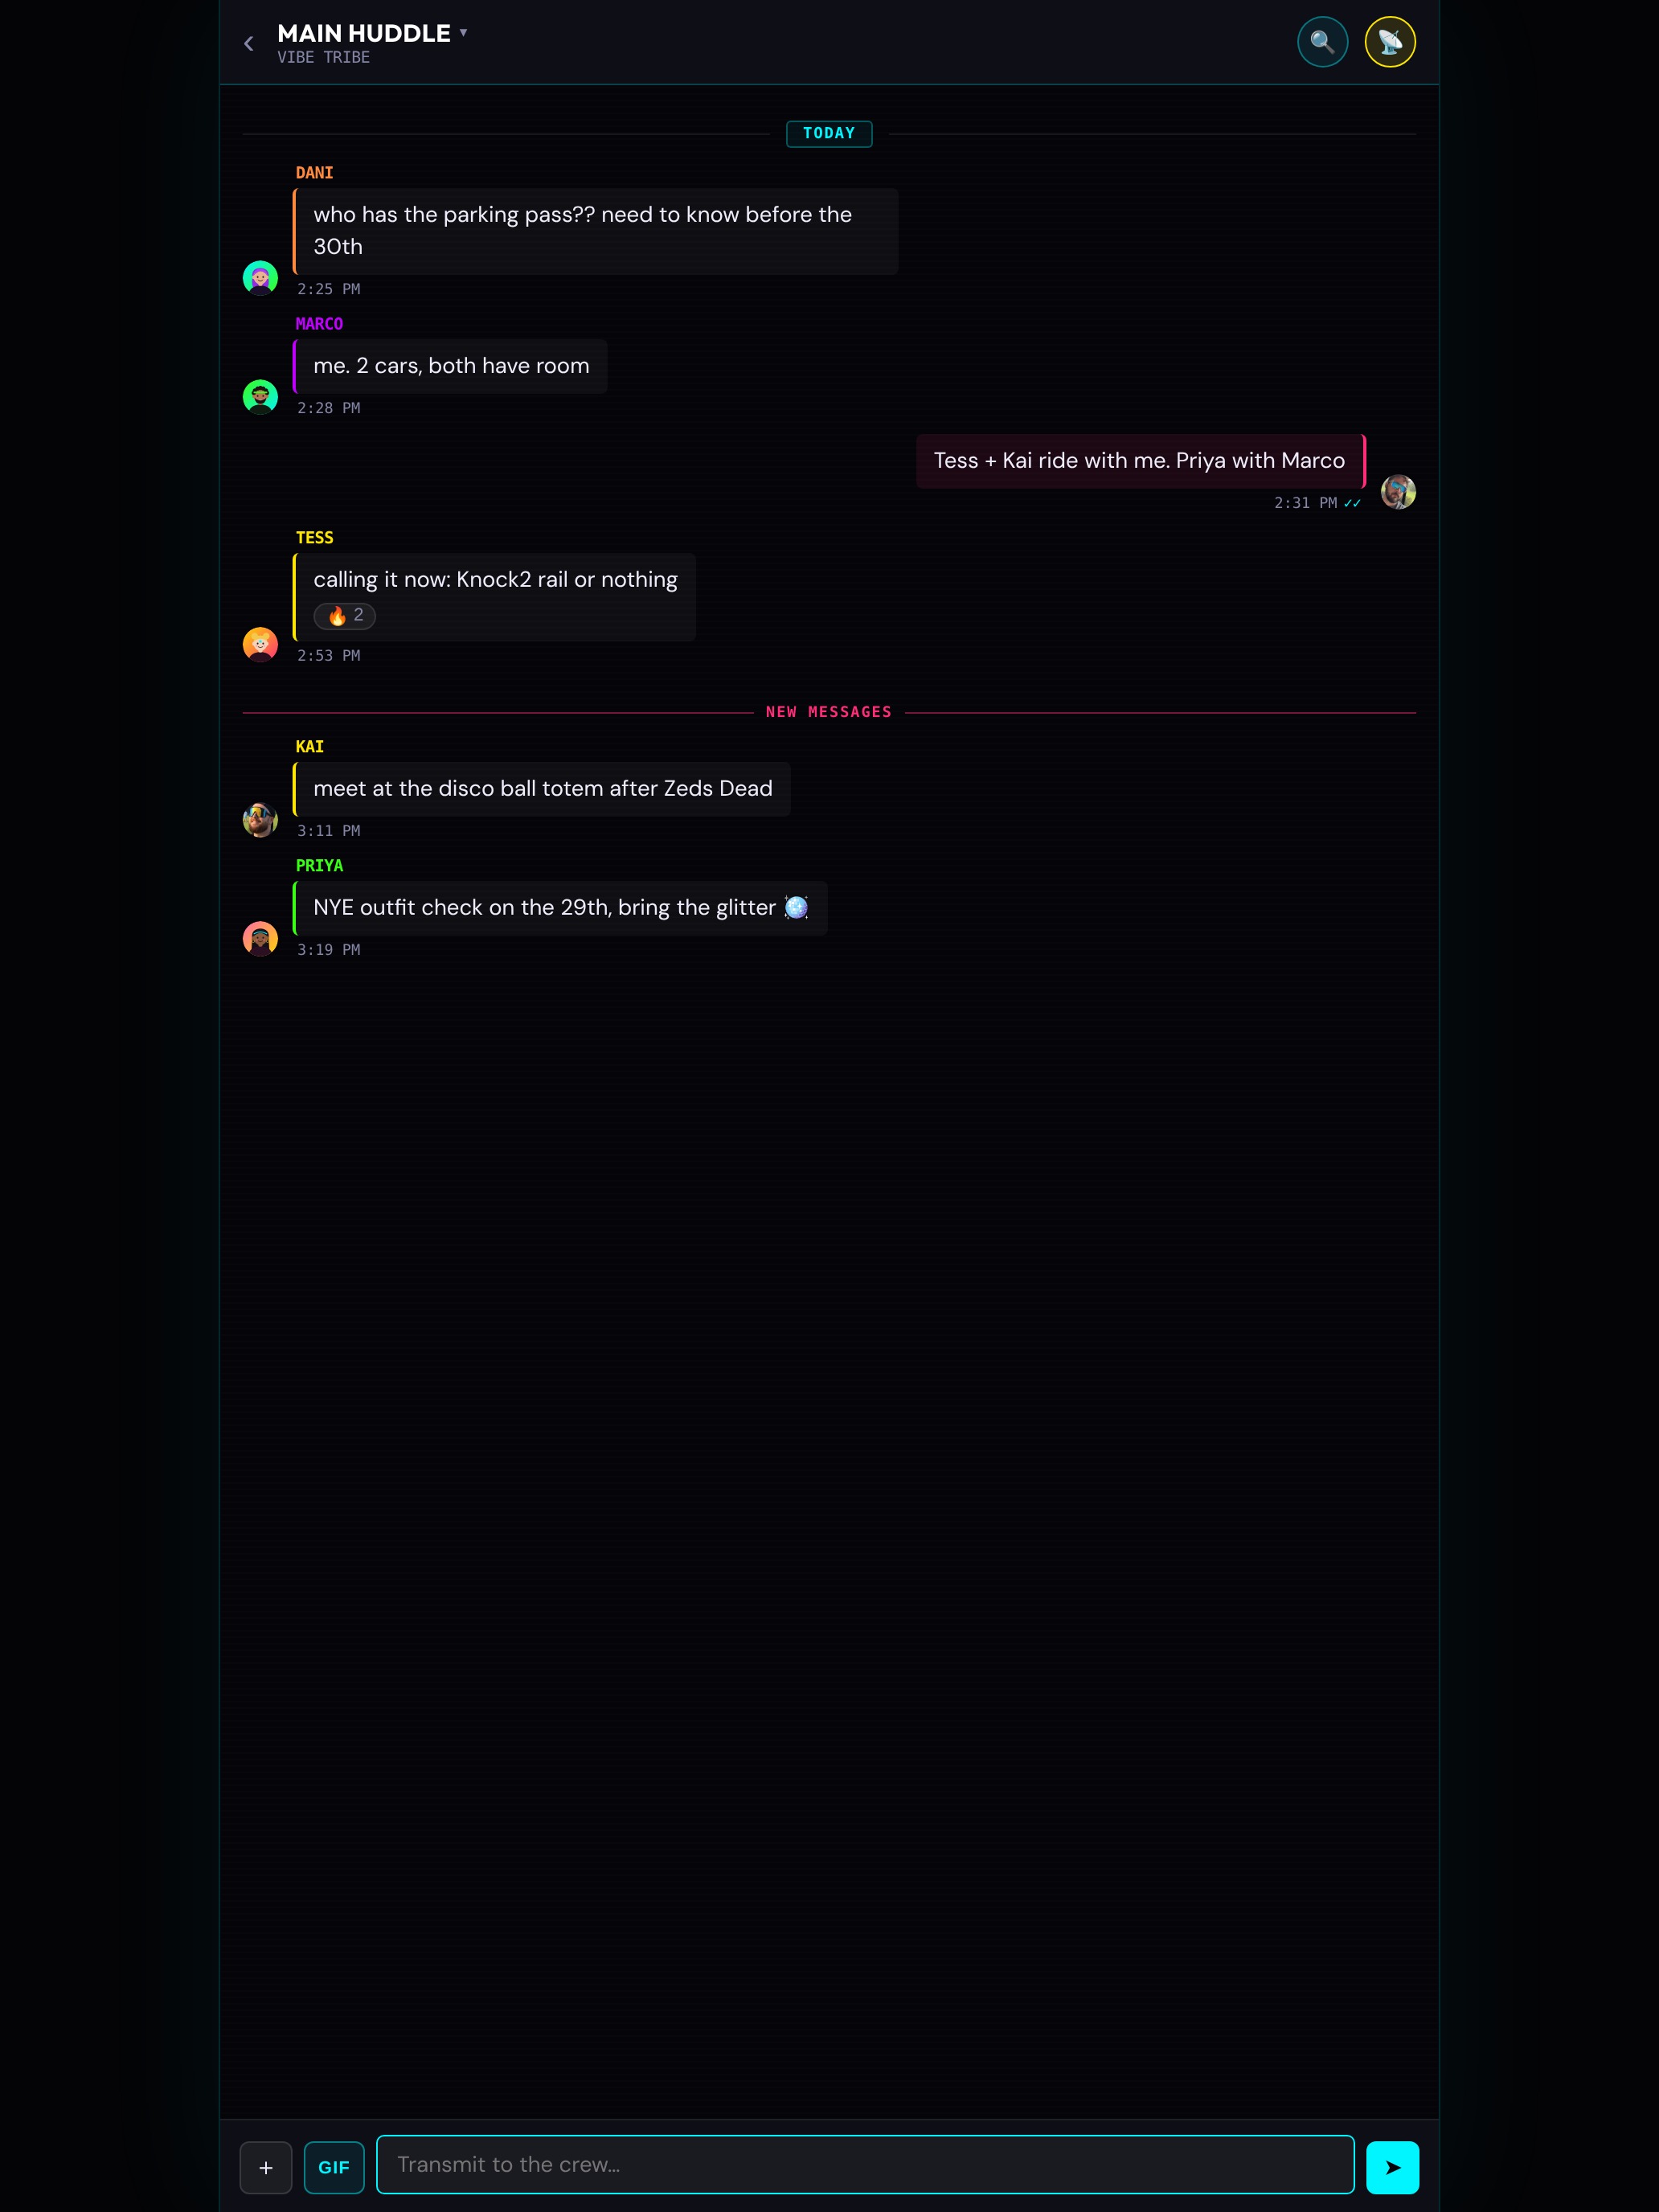 MAIN HUDDLE ▾
VIBE TRIBE
TODAY
DANI
who has the parking pass?? need to know before the
30th
2:25 PM
MARCO
me. 2 cars, both have room
2:28 PM
Tess + Kai ride with me. Priya with Marco
2:31 PM ✓✓
TESS
calling it now: Knock2 rail or nothing
🔥 2
2:53 PM
NEW MESSAGES
KAI
meet at the disco ball totem after Zeds Dead
3:11 PM
PRIYA
NYE outfit check on the 29th, bring the glitter 🪩
3:19 PM
+ GIF Transmit to the crew…